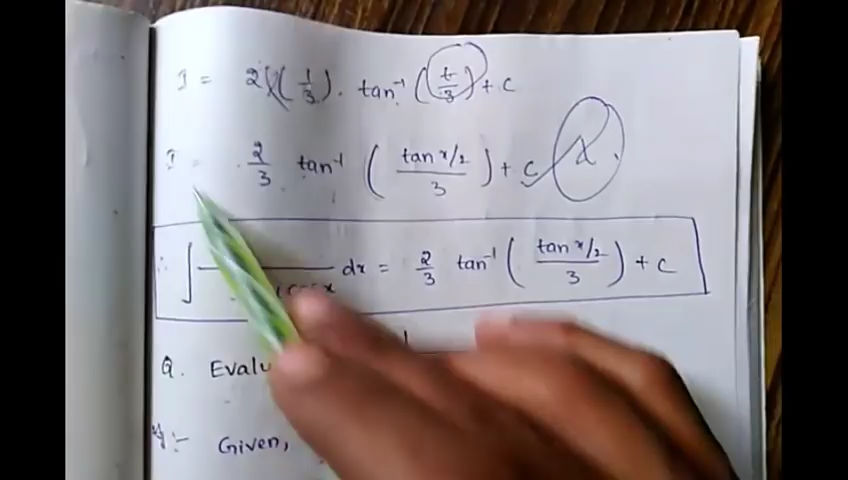 I = 2 (1/3) . tan⁻¹ (t/3) + c
I = 2/3 tan⁻¹ (tan x/2 / 3) + c
∴ ∫ dx = 2/3 tan⁻¹ (tan x/2 / 3) + c
cos x
Q. Evalu
Given,